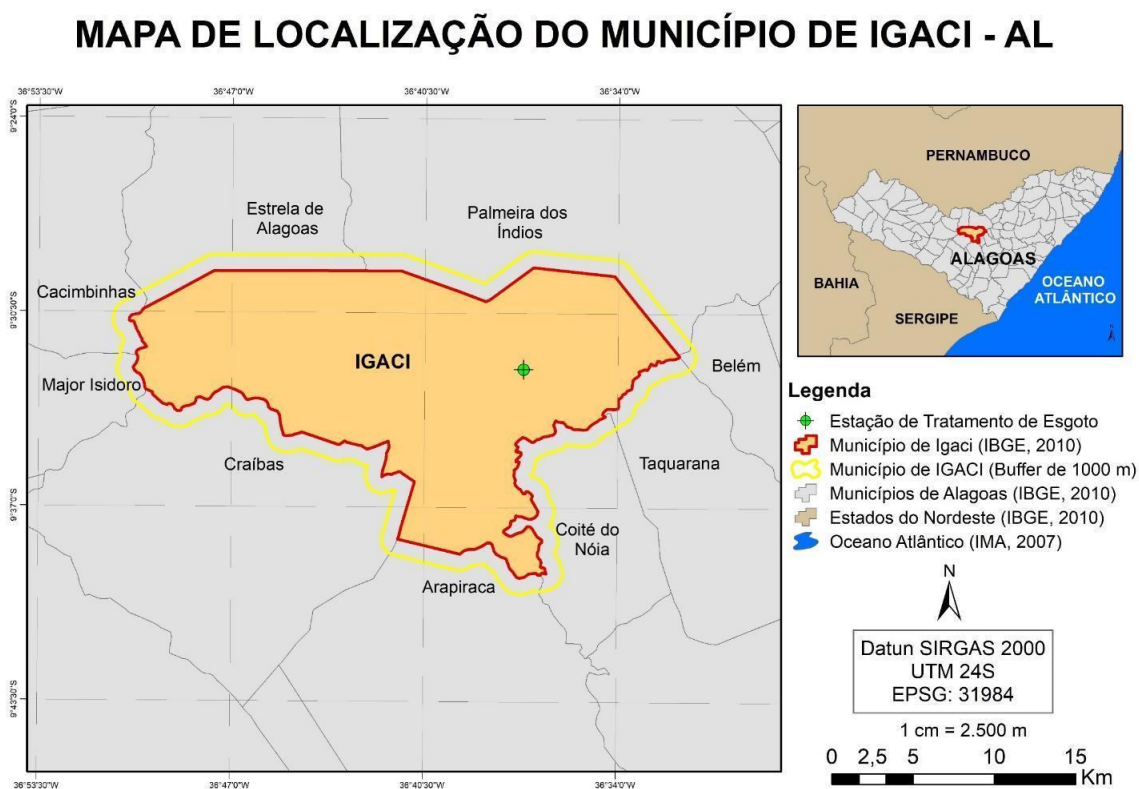 MAPA DE LOCALIZAÇÃO DO MUNICÍPIO DE IGACI - AL
36°53'30"W
36°47'0"W
36°40'30"W
36°34'0"W
9°24'0"S
9°30'30"S
9°37'0"S
9°43'30"S
Estrela de
Alagoas
Palmeira dos
Índios
Cacimbinhas
IGACI
Major Isidoro
Belém
Craíbas
Taquarana
Coité do
Nóia
Arapiraca
36°53'30"W
36°47'0"W
36°40'30"W
36°34'0"W
PERNAMBUCO
ALAGOAS
BAHIA
OCEANO
ATLÂNTICO
SERGIPE
Legenda
Estação de Tratamento de Esgoto
Município de Igaci (IBGE, 2010)
Município de IGACI (Buffer de 1000 m)
Municípios de Alagoas (IBGE, 2010)
Estados do Nordeste (IBGE, 2010)
Oceano Atlântico (IMA, 2007)
N
Datun SIRGAS 2000
UTM 24S
EPSG: 31984
1 cm = 2.500 m
0 2,5 5 10 15
Km